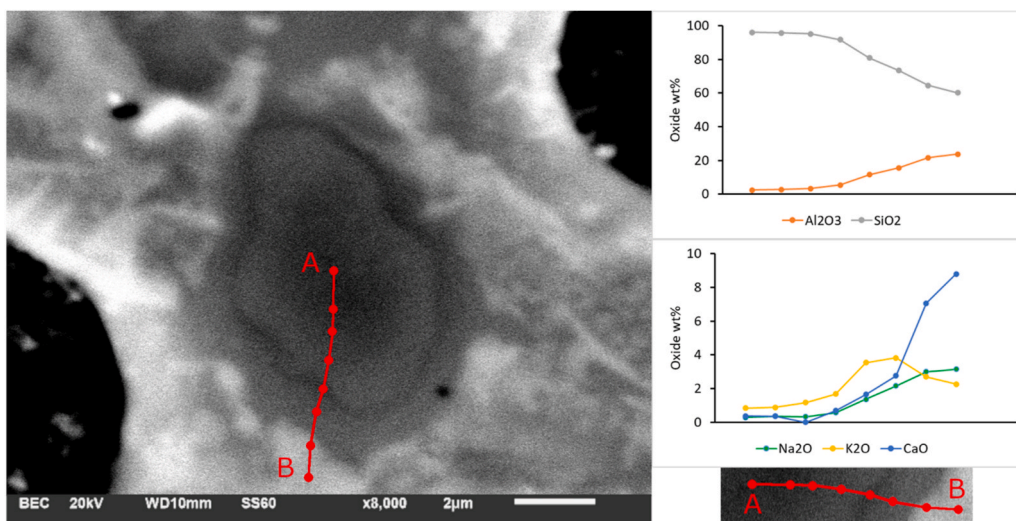 A
B
BEC 20kV WD10mm SS60 x8,000 2μm
100
80
60
40
20
0
Oxide wt%
Al2O3 SiO2
10
8
6
4
2
0
Oxide wt%
Na2O K2O CaO
A B